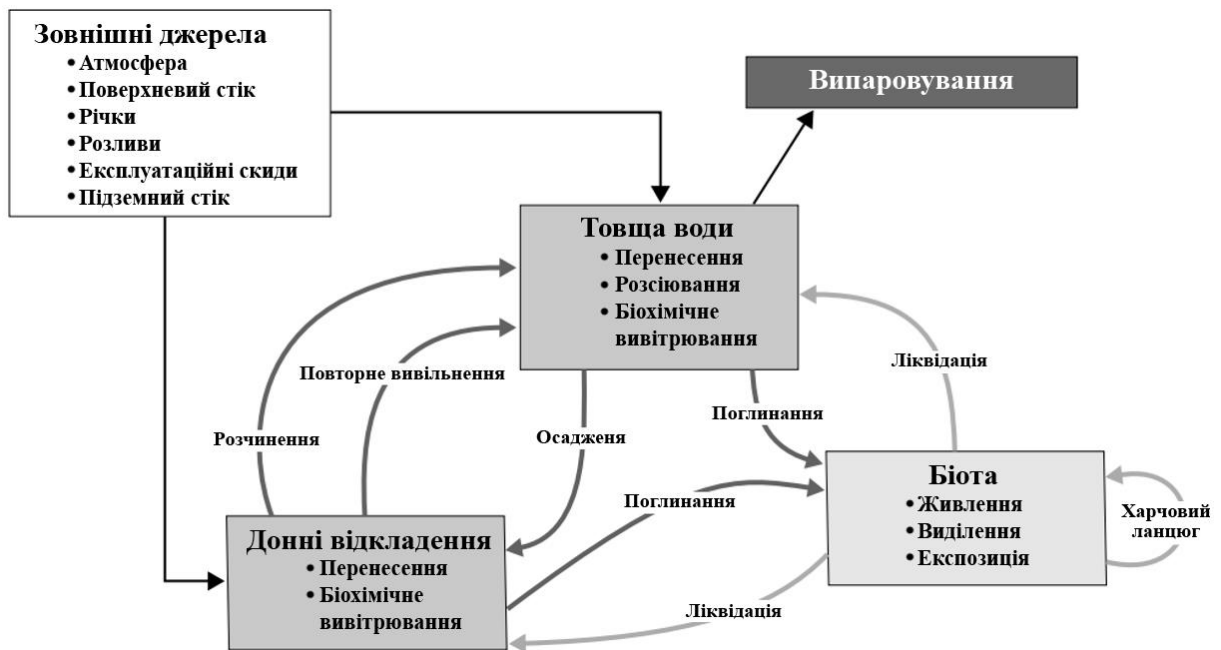 Зовнішні джерела
• Атмосфера
• Поверхневий стік
• Річки
• Розливи
• Експлуатаційні скиди
• Підземний стік
Випаровування
Товща води
• Перенесення
• Розсіювання
• Біохімічне
вивітрювання
Ліквідація
Повторне вивільнення
Поглинання
Розчинення
Осадженя
Поглинання
Біота
• Живлення
• Виділення
• Експозиція
Харчовий
ланцюг
Донні відкладення
• Перенесення
• Біохімічне
вивітрювання
Ліквідація